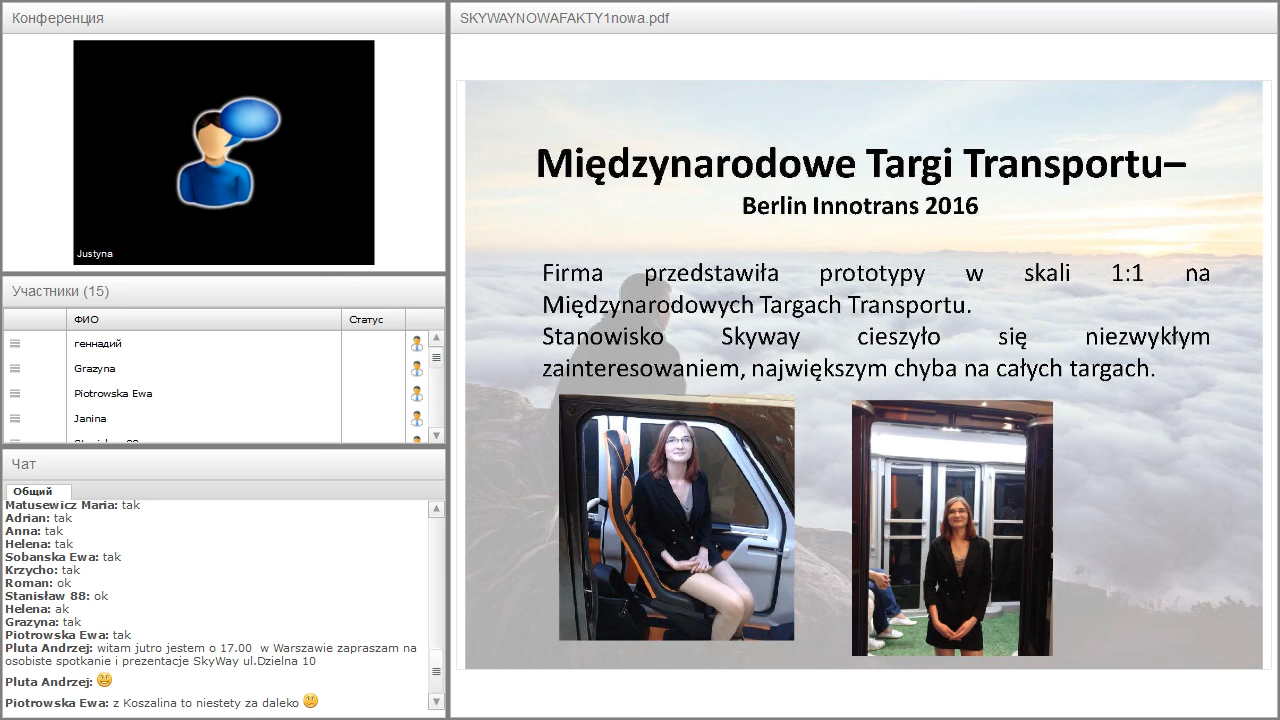 Конференция
Justyna
Участники (15)
ФИО
Статус
геннадий
Grazyna
Piotrowska Ewa
Janina
Чат
Общий
Matusewicz Maria: tak
Adrian: tak
Anna: tak
Helena: tak
Sobanska Ewa: tak
Krzycho: tak
Roman: ok
Stanisław 88: ok
Helena: ak
Grazyna: tak
Piotrowska Ewa: tak
Pluta Andrzej: witam jutro jestem o 17.00 w Warszawie zapraszam na
osobiste spotkanie i prezentacje SkyWay ul.Dzielna 10
Pluta Andrzej:
Piotrowska Ewa: z Koszalina to niestety za daleko
SKYWAYNOWAFAKTY1nowa.pdf
Międzynarodowe Targi Transportu–
Berlin Innotrans 2016
Firma przedstawiła prototypy w skali 1:1 na
Międzynarodowych Targach Transportu.
Stanowisko Skyway cieszyło się niezwykłym
zainteresowaniem, największym chyba na całych targach.